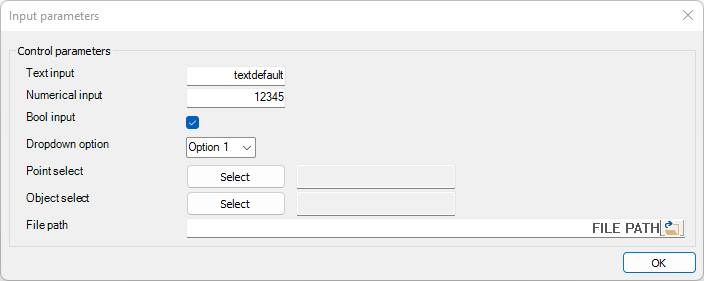 Input parameters
Control parameters
Text input textdefault
Numerical input 12345
Bool input
Dropdown option Option 1
Point select Select
Object select Select
File path FILE PATH
OK